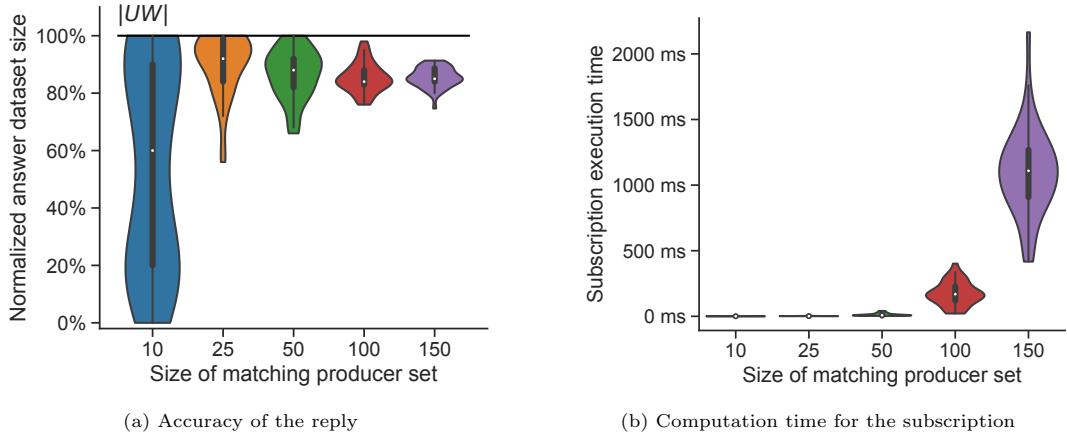 |UW|
Normalized answer dataset size
100%
80%
60%
40%
20%
0%
10 25 50 100 150
Size of matching producer set
(a) Accuracy of the reply
Subscription execution time
2000 ms
1500 ms
1000 ms
500 ms
0 ms
10 25 50 100 150
Size of matching producer set
(b) Computation time for the subscription